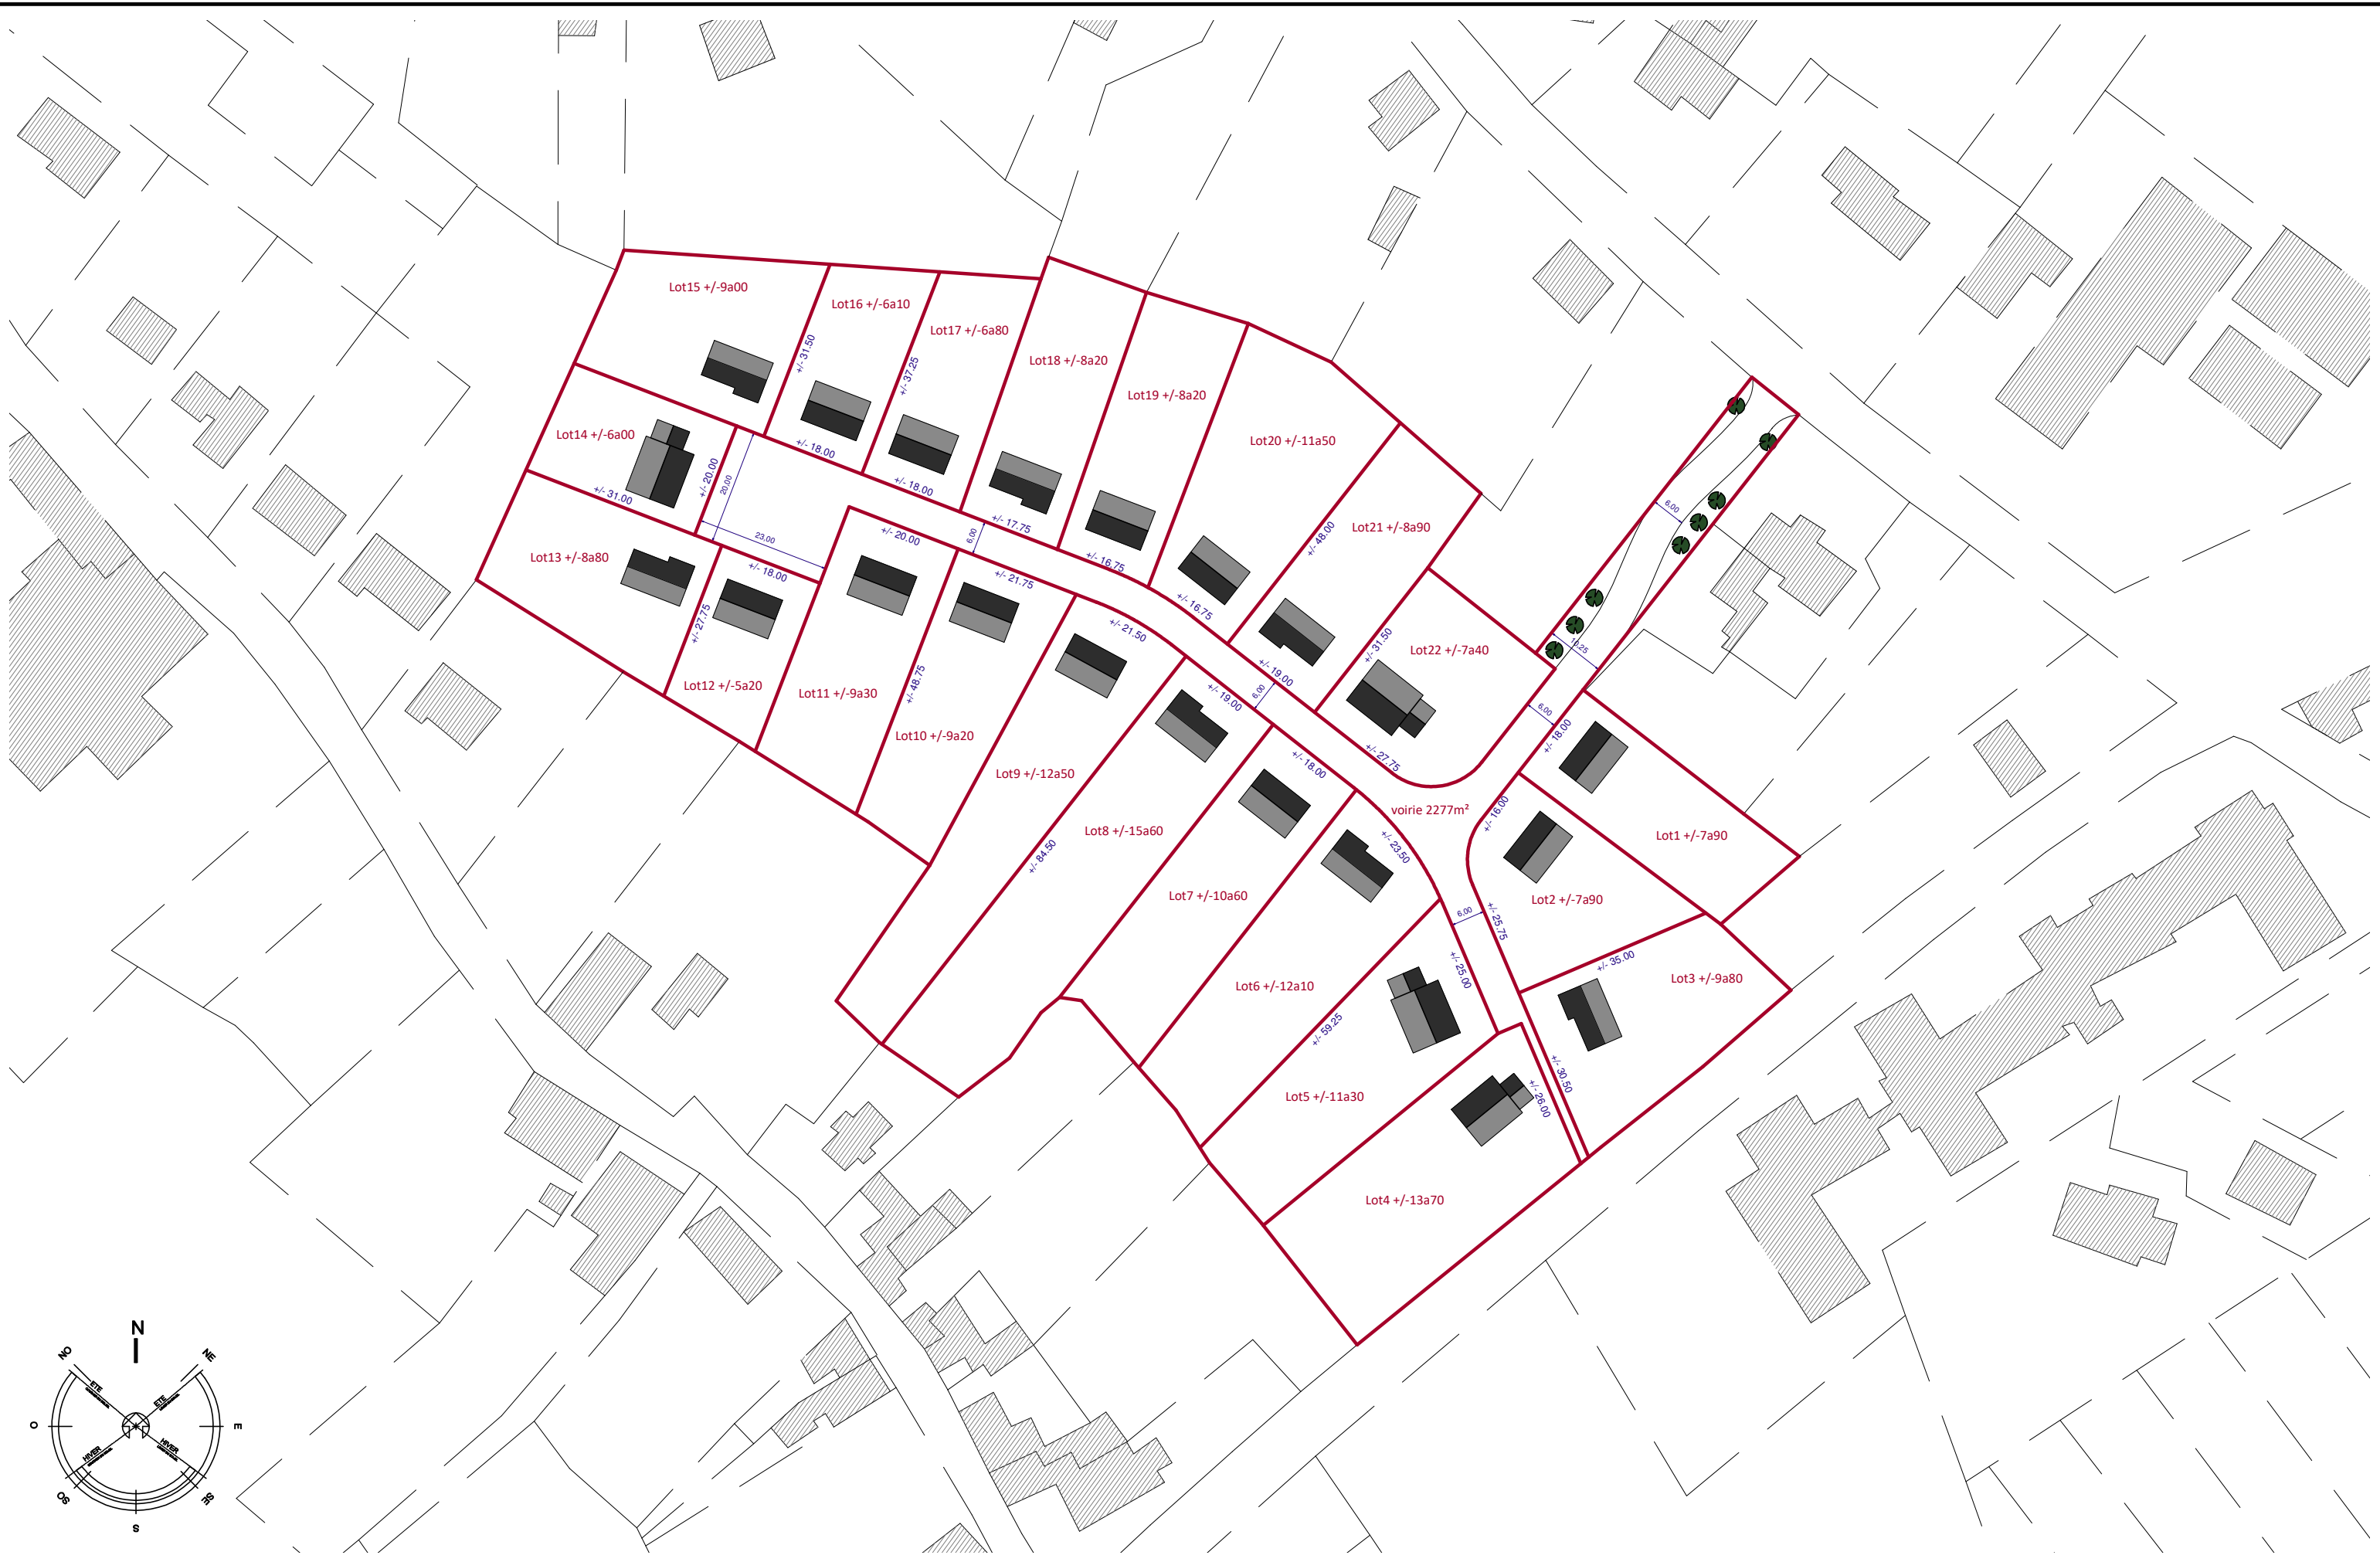 Lot15 +/-9a00
Lot16 +/-6a10
Lot17 +/-6a80
Lot18 +/-8a20
Lot19 +/-8a20
Lot20 +/-11a50
Lot21 +/-8a90
Lot22 +/-7a40
Lot14 +/-6a00
Lot13 +/-8a80
Lot12 +/-5a20
Lot11 +/-9a30
Lot10 +/-9a20
Lot9 +/-12a50
Lot8 +/-15a60
Lot7 +/-10a60
Lot6 +/-12a10
Lot5 +/-11a30
Lot4 +/-13a70
Lot3 +/-9a80
Lot2 +/-7a90
Lot1 +/-7a90
voirie 2277m²
+/- 31.50
+/- 37.25
+/- 18.00
+/- 18.00
+/- 17.75
+/- 16.75
+/- 16.75
+/- 48.00
+/- 19.00
+/- 31.50
+/- 27.75
+/- 31.00
+/- 20.00
20,00
23,00
+/- 18.00
+/- 27.75
+/- 20.00
6,00
+/- 21.75
+/- 48.75
+/- 21.50
+/- 19.00
6,00
+/- 84.50
+/- 18.00
+/- 23.50
+/- 59.25
+/- 25.00
6,00
+/- 25.75
+/- 35.00
+/- 30.50
+/- 26.00
+/- 16.00
+/- 18.00
6,00
10,25
6,00
N
NO
NE
ETE
ETE
O
E
HIVER
HIVER
SO
SE
S